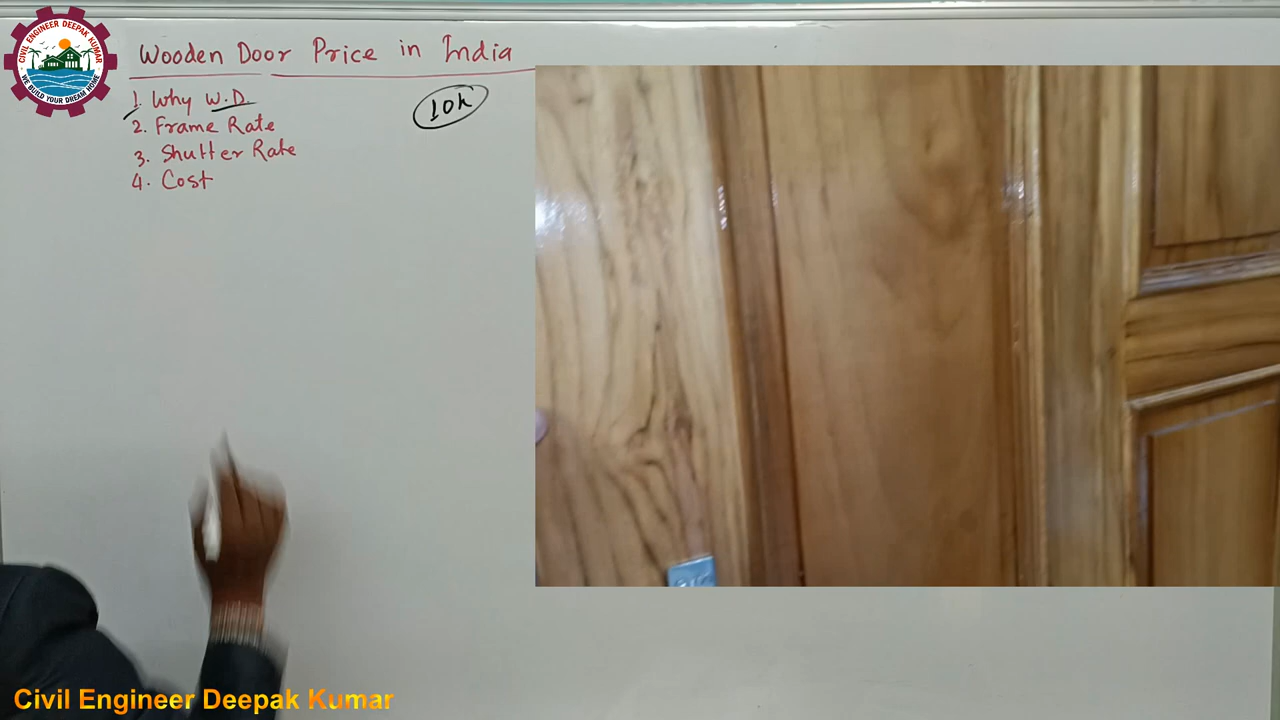 CIVIL ENGINEER DEEPAK KUMAR
WE BUILD YOUR DREAM HOME
Wooden Door Price in India
1. Why W.D.
2. Frame Rate
3. Shutter Rate
4. Cost
10k
Civil Engineer Deepak Kumar